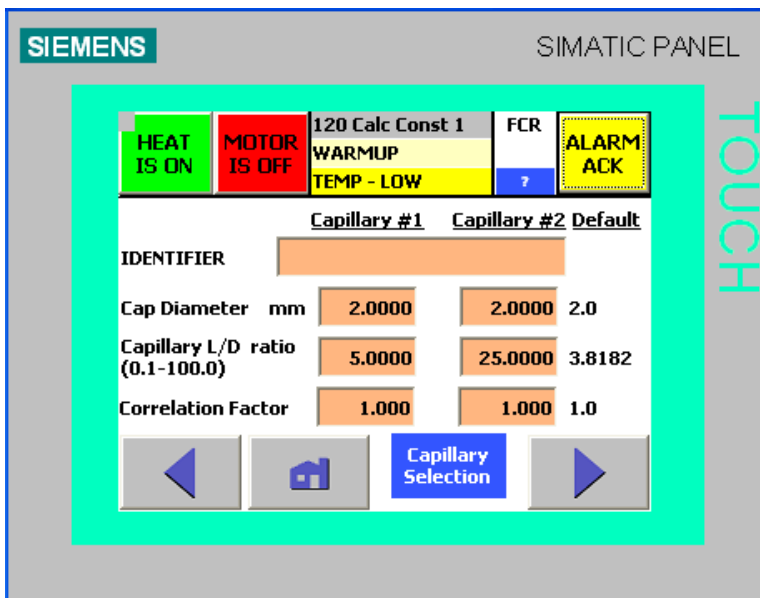 SIEMENS
SIMATIC PANEL
TOUCH
HEAT
IS ON
MOTOR
IS OFF
120 Calc Const 1
WARMUP
TEMP - LOW
FCR
?
ALARM
ACK
Capillary #1 Capillary #2 Default
IDENTIFIER
Cap Diameter mm 2.0000 2.0000 2.0
Capillary L/D ratio
(0.1-100.0) 5.0000 25.0000 3.8182
Correlation Factor 1.000 1.000 1.0
Capillary
Selection